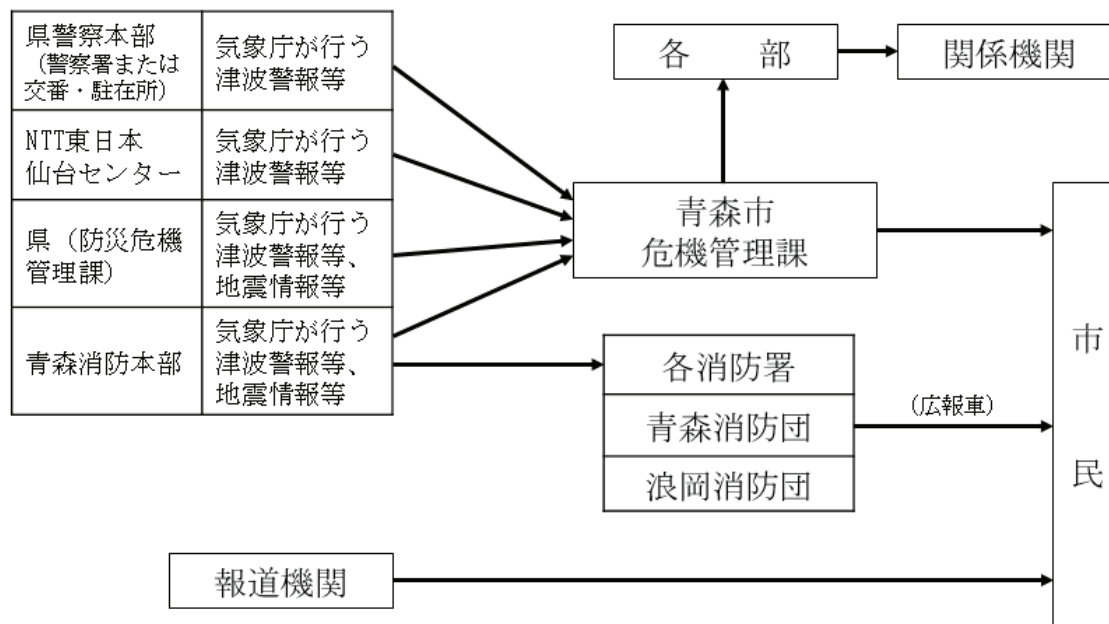 県警察本部
（警察署または
交番・駐在所）
気象庁が行う
津波警報等
NTT東日本
仙台センター
気象庁が行う
津波警報等
県（防災危機
管理課）
気象庁が行う
津波警報等、
地震情報等
青森消防本部
気象庁が行う
津波警報等、
地震情報等
各　　部
関係機関
青森市
危機管理課
各消防署
青森消防団
浪岡消防団
（広報車）
報道機関
市
民